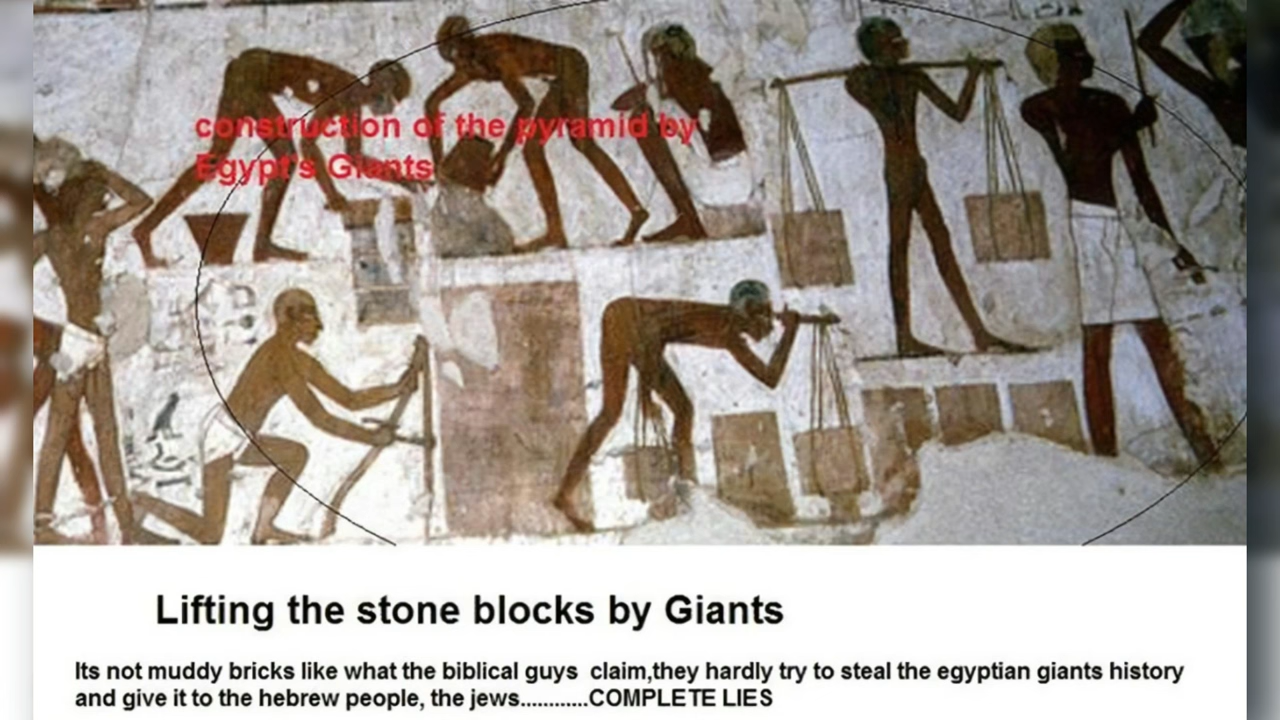 construction of the pyramid by
Egypt's Giants
Lifting the stone blocks by Giants
Its not muddy bricks like what the biblical guys claim,they hardly try to steal the egyptian giants history
and give it to the hebrew people, the jews............COMPLETE LIES